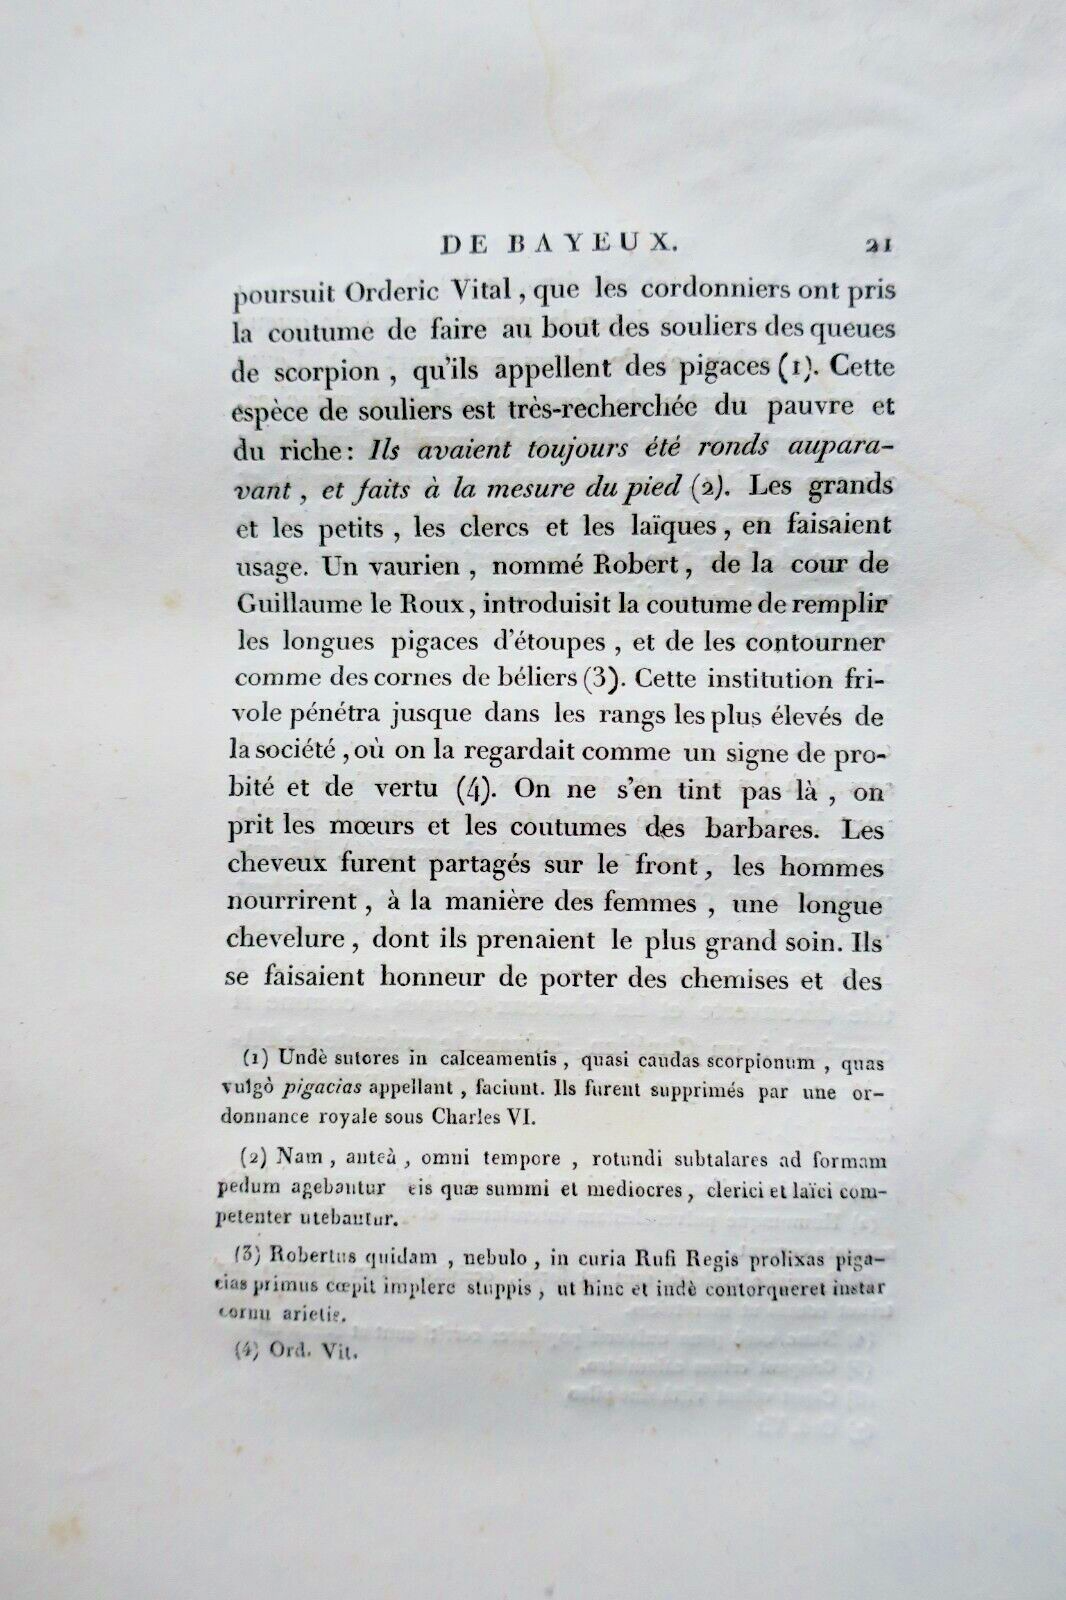 DE BAYEUX. 21
poursuit Orderic Vital, que les cordonniers ont pris
la coutume de faire au bout des souliers des queues
de scorpion, qu'ils appellent des pigaces (1). Cette
espèce de souliers est très-recherchée du pauvre et
du riche: Ils avaient toujours été ronds aupara-
vant, et faits à la mesure du pied (2). Les grands
et les petits, les clercs et les laïques, en faisaient
usage. Un vaurien, nommé Robert, de la cour de
Guillaume le Roux, introduisit la coutume de remplir
les longues pigaces d'étoupes, et de les contourner
comme des cornes de béliers (3). Cette institution fri-
vole pénétra jusque dans les rangs les plus élevés de
la société, où on la regardait comme un signe de pro-
bité et de vertu (4). On ne s'en tint pas là, on
prit les mœurs et les coutumes des barbares. Les
cheveux furent partagés sur le front, les hommes
nourrirent, à la manière des femmes, une longue
chevelure, dont ils prenaient le plus grand soin. Ils
se faisaient honneur de porter des chemises et des
(1) Undè sutores in calceamentis, quasi caudas scorpionum, quas
vulgò pigacias appellant, faciunt. Ils furent supprimés par une or-
donnance royale sous Charles VI.
(2) Nam, anteà, omni tempore, rotundi subtalares ad formam
pedum agebantur eis quæ summi et mediocres, clerici et laïci com-
petenter utebantur.
(3) Robertus quidam, nebulo, in curia Rufi Regis prolixas piga-
cias primus cœpit implere stuppis, ut hinc et indè contorqueret instar
cornu arietis.
(4) Ord. Vit.